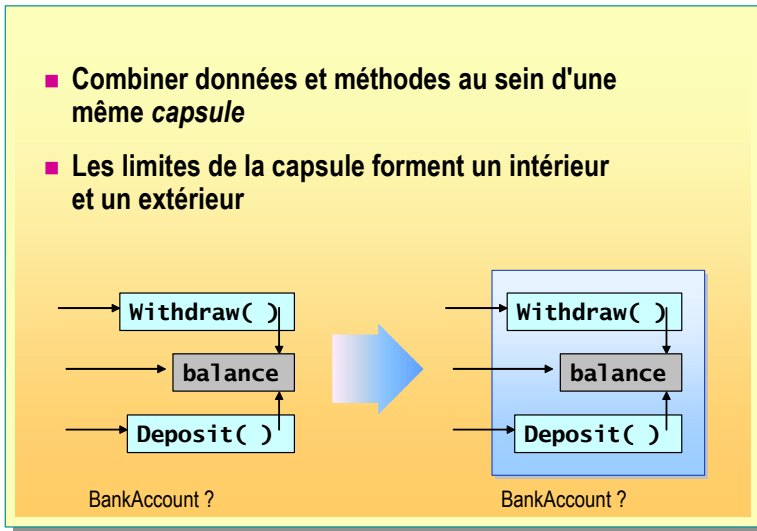 Combiner données et méthodes au sein d'une
même capsule
Les limites de la capsule forment un intérieur
et un extérieur
Withdraw( )
balance
Deposit( )
BankAccount ?
Withdraw( )
balance
Deposit( )
BankAccount ?